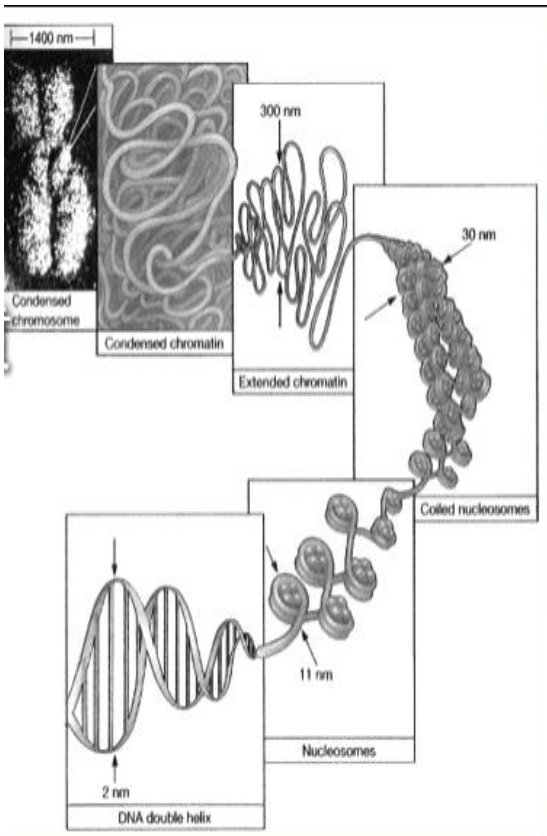 1400 nm
Condensed
chromosome
Condensed chromatin
300 nm
Extended chromatin
30 nm
Coiled nucleosomes
11 nm
Nucleosomes
2 nm
DNA double helix